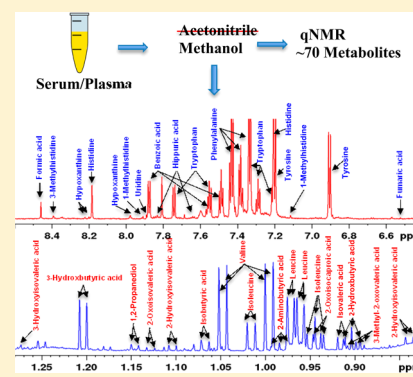 Acetonitrile
Methanol
qNMR
~70 Metabolites
Serum/Plasma
Formic acid
3-Methylhistidine
Hypoxanthine
Histidine
Hypoxanthine
1-Methylhistidine
Uridine
Benzoic acid
Hippuric acid
Tryptophan
Phenylalanine
Tryptophan
Tyrosine
Histidine
1-Methylhistidine
Tyrosine
Fumaric acid
8.4 8.2 8.0 7.8 7.6 7.4 7.2 7.0 6.8 6.6 ppm
3-Hydroxyisovaleric acid
3-Hydroxbutyric acid
1,2-Propanediol
2-Oxoisovaleric acid
2-Hydroxyisovaleric acid
Isobutyric acid
Valine
Isoleucine
2-Aminobutyric acid
Leucine
Leucine
Isoleucine
2-Oxoisocaproic acid
Isovaleric acid
2-Hydroxybutyric acid
3-Methyl-2-oxovaleric acid
1.25 1.20 1.15 1.10 1.05 1.00 0.95 0.90 pp